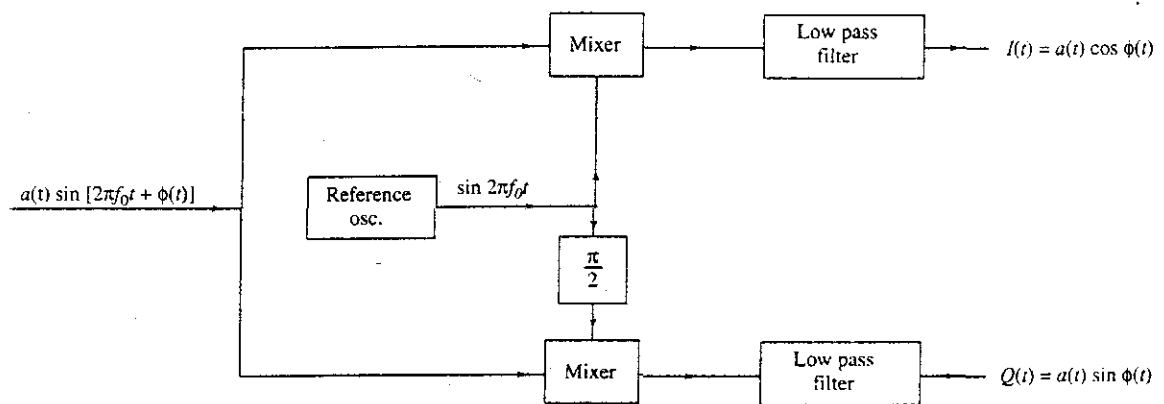 Mixer
Low pass
filter
I(t) = a(t) cos ϕ(t)
a(t) sin [2πf₀t + ϕ(t)]
Reference
osc.
sin 2πf₀t
π
2
Mixer
Low pass
filter
Q(t) = a(t) sin ϕ(t)